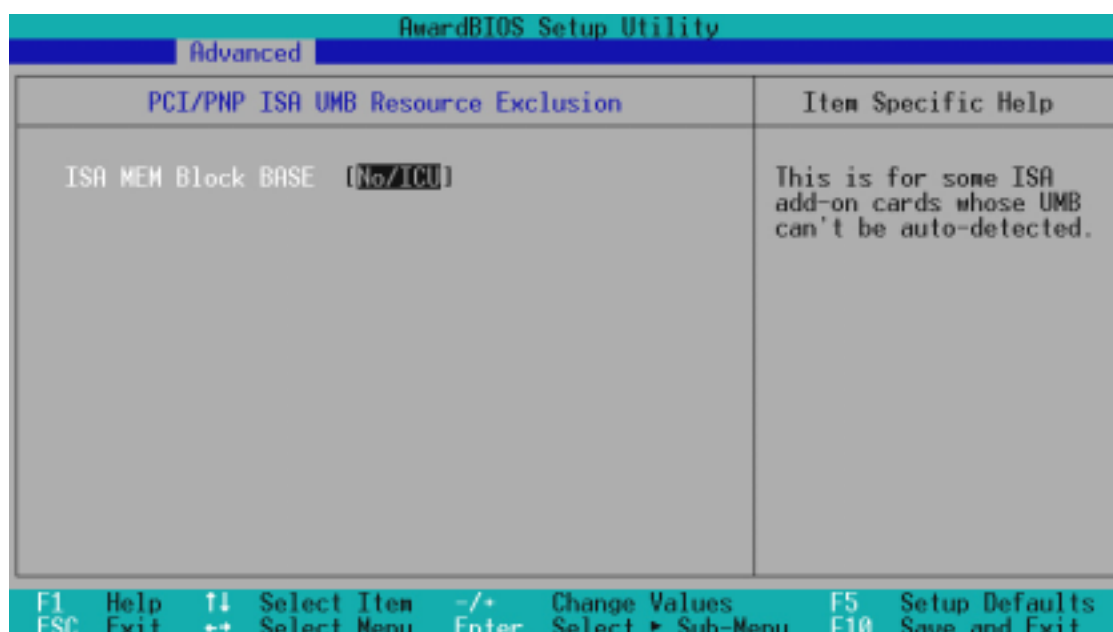 AwardBIOS Setup Utility
Advanced
PCI/PNP ISA UMB Resource Exclusion
Item Specific Help
ISA MEM Block BASE [No/ICU]
This is for some ISA
add-on cards whose UMB
can't be auto-detected.
F1 Help ↑↓ Select Item -/+ Change Values F5 Setup Defaults
ESC Exit ←→ Select Menu Enter Select ► Sub-Menu F10 Save and Exit